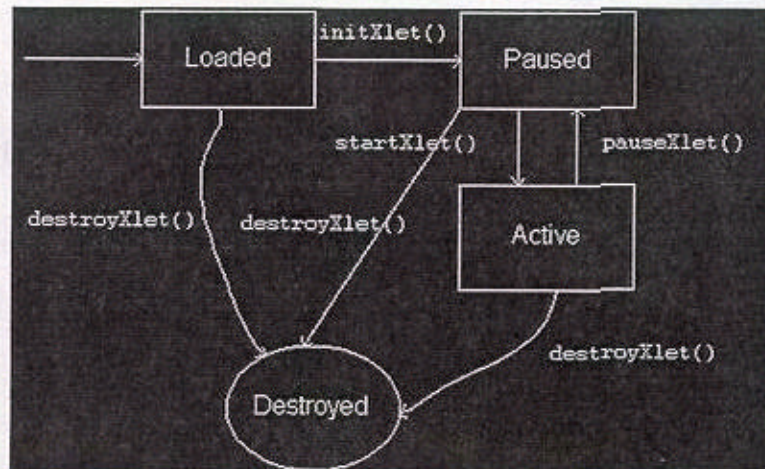 initXlet()
Loaded
Paused
startXlet()
pauseXlet()
destroyXlet()
destroyXlet()
Active
destroyXlet()
Destroyed